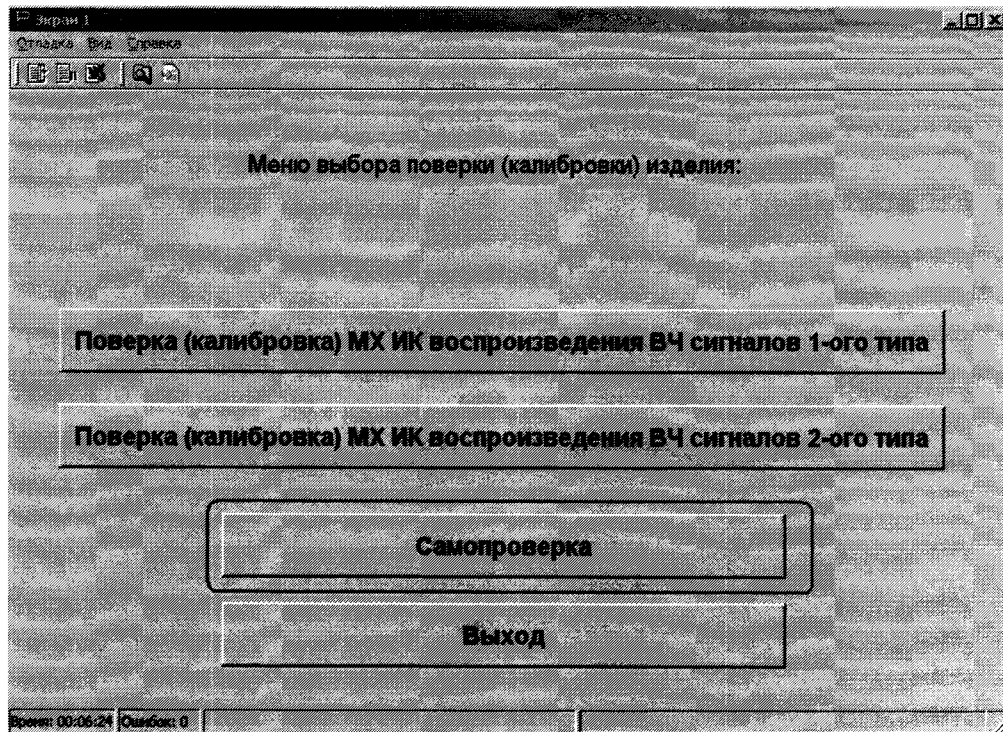 Экран 1
Отладка Вид Справка
Меню выбора поверки (калибровки) изделия:
Поверка (калибровка) МХ ИК воспроизведения ВЧ сигналов 1-ого типа
Поверка (калибровка) МХ ИК воспроизведения ВЧ сигналов 2-ого типа
Самопроверка
Выход
Время: 00:06:24 Ошибок: 0